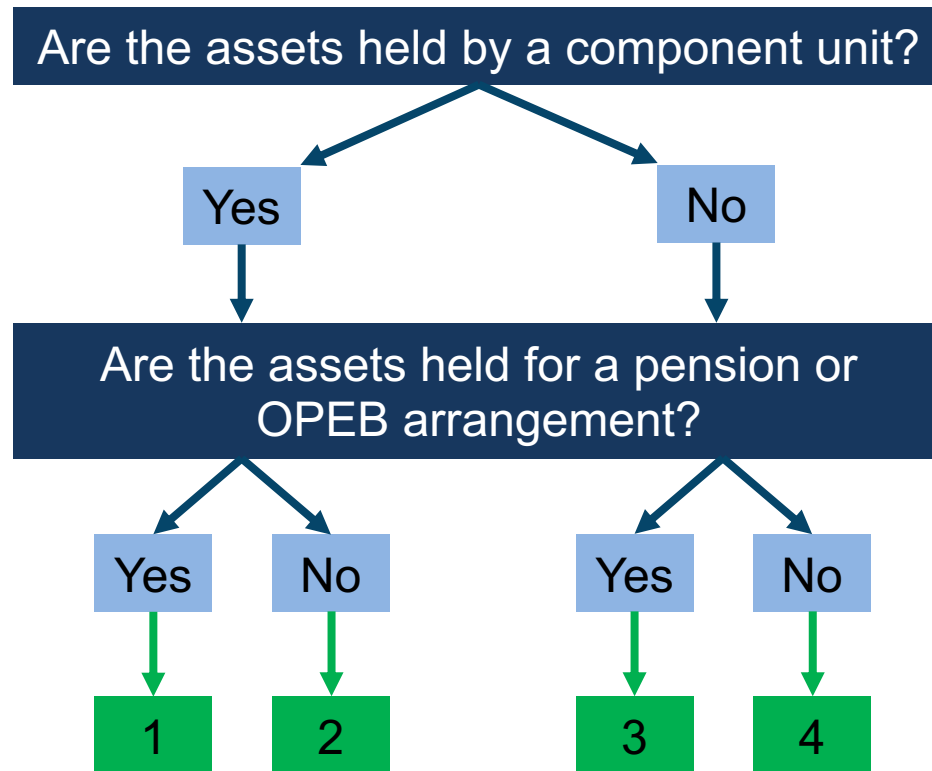 Are the assets held by a component unit?
Yes
No
Are the assets held for a pension or
OPEB arrangement?
Yes
No
Yes
No
1
2
3
4